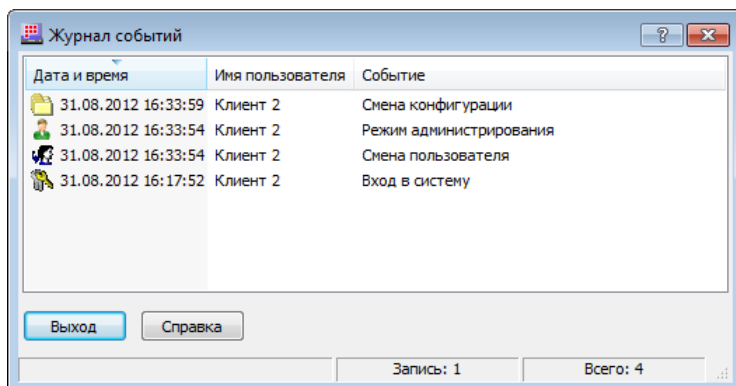 Журнал событий
Дата и время Имя пользователя Событие
31.08.2012 16:33:59 Клиент 2 Смена конфигурации
31.08.2012 16:33:54 Клиент 2 Режим администрирования
31.08.2012 16:33:54 Клиент 2 Смена пользователя
31.08.2012 16:17:52 Клиент 2 Вход в систему
Выход Справка
Запись: 1 Всего: 4